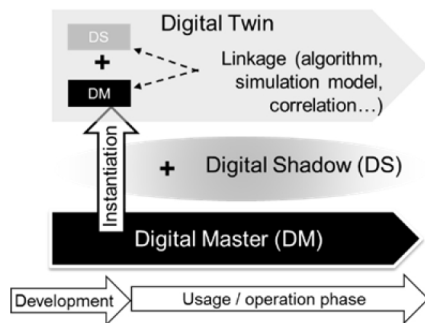 Digital Twin
DS
+
DM
Linkage (algorithm,
simulation model,
correlation...)
Instantiation
+ Digital Shadow (DS)
Digital Master (DM)
Development
Usage / operation phase